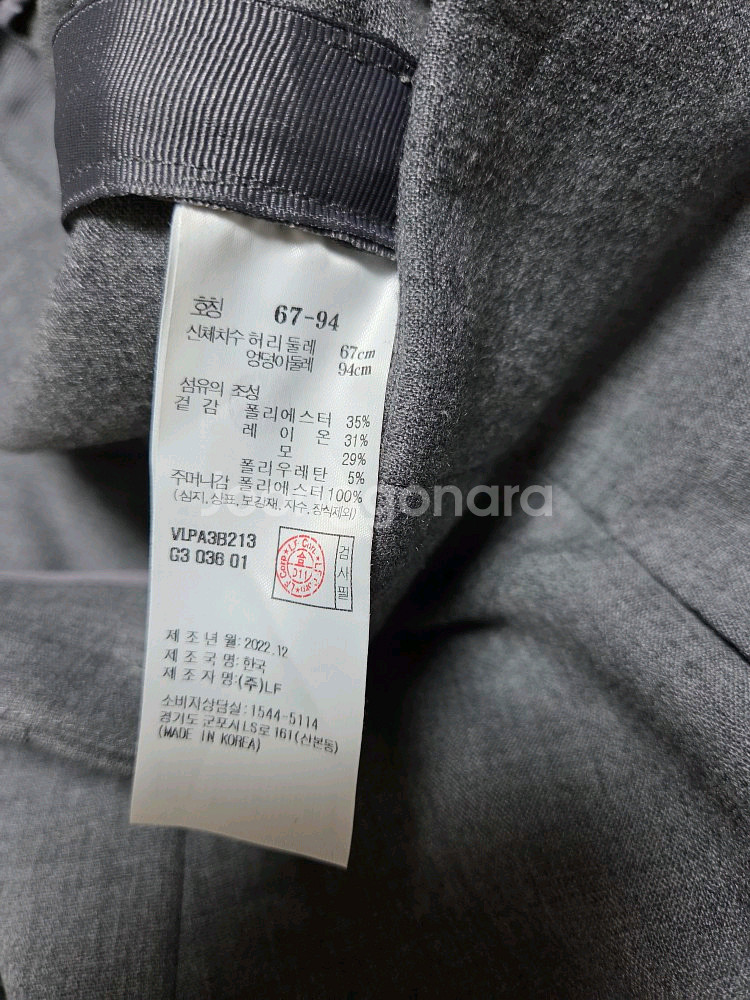 호칭 67-94
신체치수 허리둘레 67cm
엉덩이둘레 94cm
섬유의 조성
겉감 폴리에스터 35%
레이온 31%
모 29%
폴리우레탄 5%
주머니감 폴리에스터 100%
(심지, 상표, 보강재, 자수, 장식제외)
gonara
VLPA3B213
G3 036 01
LF Corp.
검사필
제조년월: 2022.12
제조국명: 한국
제조자명: (주)LF
소비자상담실: 1544-5114
경기도 군포시 LS로 161(산본동)
(MADE IN KOREA)